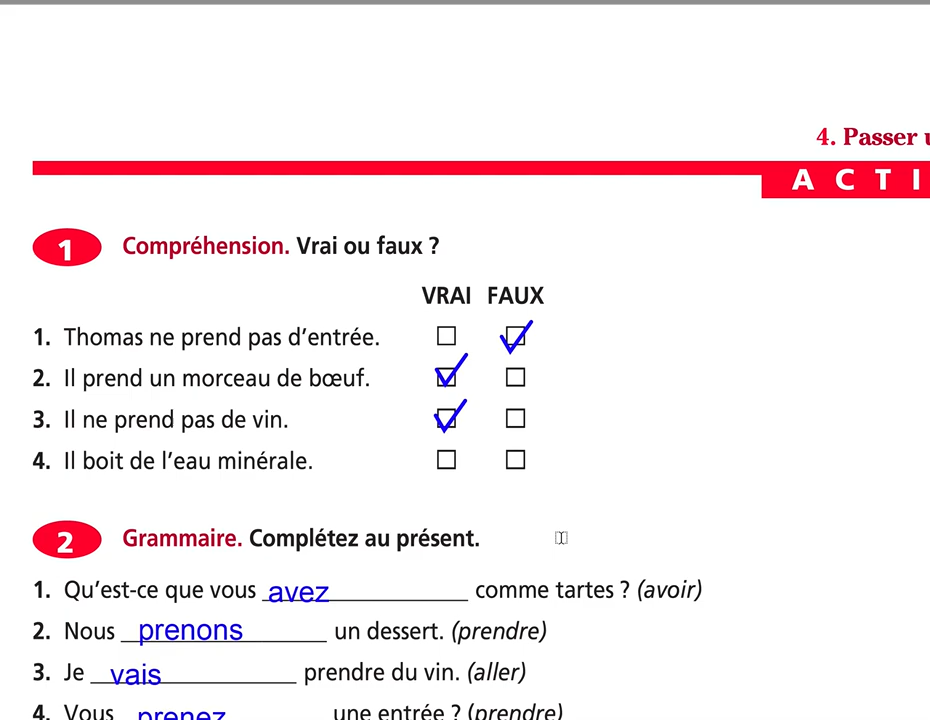 4. Passer
ACTI
1 Compréhension. Vrai ou faux ?
VRAI FAUX
1. Thomas ne prend pas d'entrée.
2. Il prend un morceau de bœuf.
3. Il ne prend pas de vin.
4. Il boit de l'eau minérale.
2 Grammaire. Complétez au présent.
1. Qu'est-ce que vous avez comme tartes ? (avoir)
2. Nous prenons un dessert. (prendre)
3. Je vais prendre du vin. (aller)
4. Vous prenez une entrée ? (prendre)